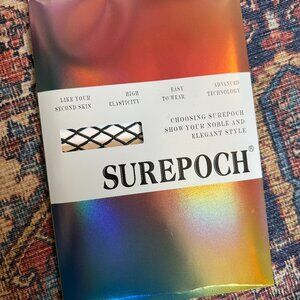 LIKE YOUR
SECOND SKIN
HIGH
ELASTICITY
EASY
TO WEAR
ADVANCED
TECHNOLOGY
CHOOSING SUREPOCH
SHOW YOUR NOBLE AND
ELEGANT STYLE
SUREPOCH®